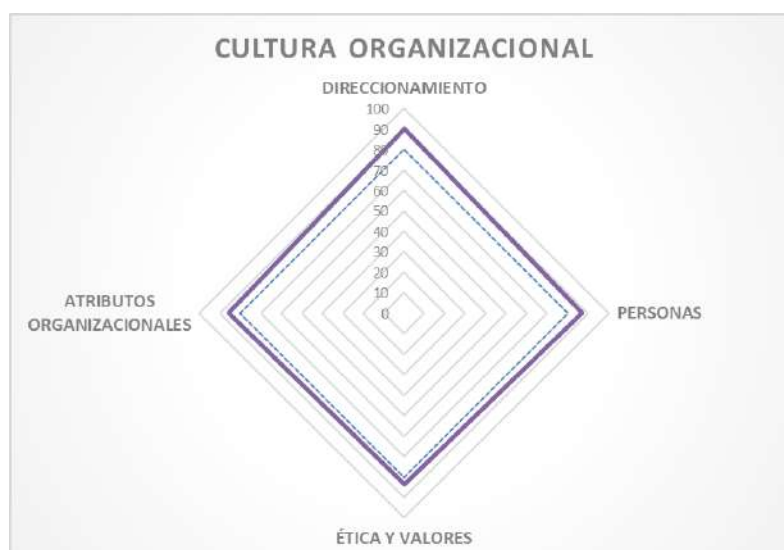 CULTURA ORGANIZACIONAL
DIRECCIONAMIENTO
100
90
80
70
60
50
40
30
20
10
0
ATRIBUTOS
ORGANIZACIONALES
PERSONAS
ÉTICA Y VALORES